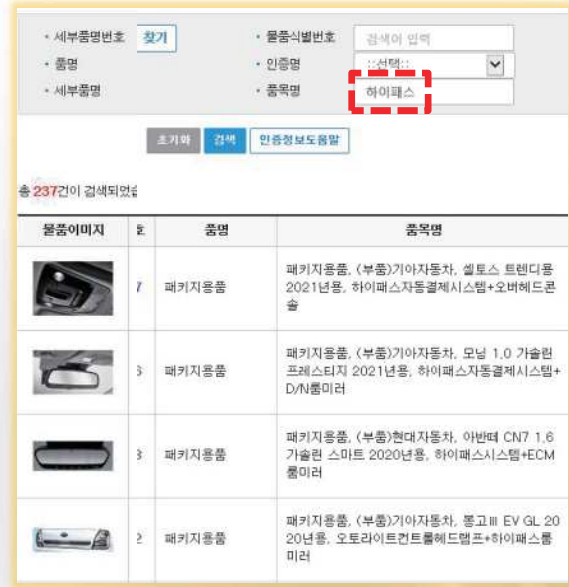 • 세부품명번호 찾기 • 물품식별번호 검색어 입력
• 품명 • 인증명 ::선택::
• 세부품명 • 품목명 하이패스
초기화 검색 인증정보도움말
총 237건이 검색되었습
물품이미지 호 품명 품목명
7 패키지용품 패키지용품, (부품)기아자동차, 셀토스 트렌디용
2021년용, 하이패스자동결제시스템+오버헤드콘
솔
6 패키지용품 패키지용품, (부품)기아자동차, 모닝 1.0 가솔린
프레스티지 2021년용, 하이패스자동결제시스템+
D/N룸미러
3 패키지용품 패키지용품, (부품)현대자동차, 아반떼 CN7 1.6
가솔린 스마트 2020년용, 하이패스시스템+ECM
룸미러
2 패키지용품 패키지용품, (부품)기아자동차, 봉고Ⅲ EV GL 20
20년용, 오토라이트컨트롤헤드램프+하이패스룸
미러